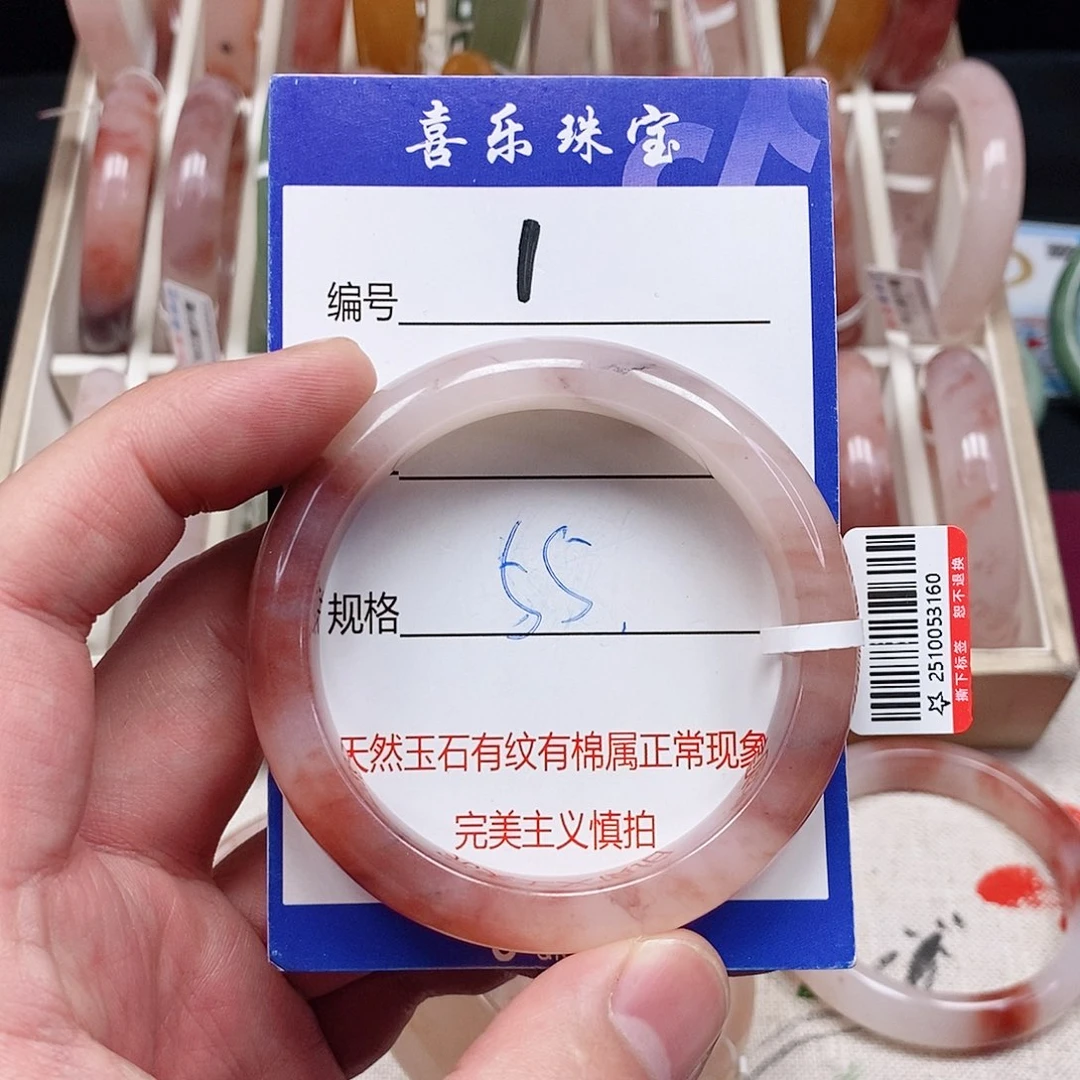 喜乐珠宝
编号 1
规格 55
天然玉石有纹有棉属正常现象
完美主义慎拍
2510053160
撕下标签 恕不退换